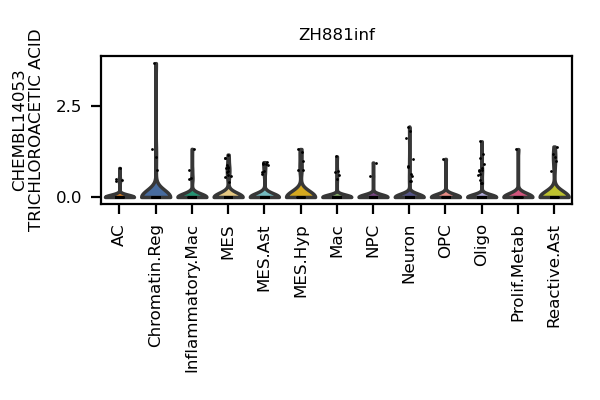 ZH881inf
CHEMBL14053
TRICHLOROACETIC ACID
2.5
0.0
AC
Chromatin.Reg
Inflammatory.Mac
MES
MES.Ast
MES.Hyp
Mac
NPC
Neuron
OPC
Oligo
Prolif.Metab
Reactive.Ast